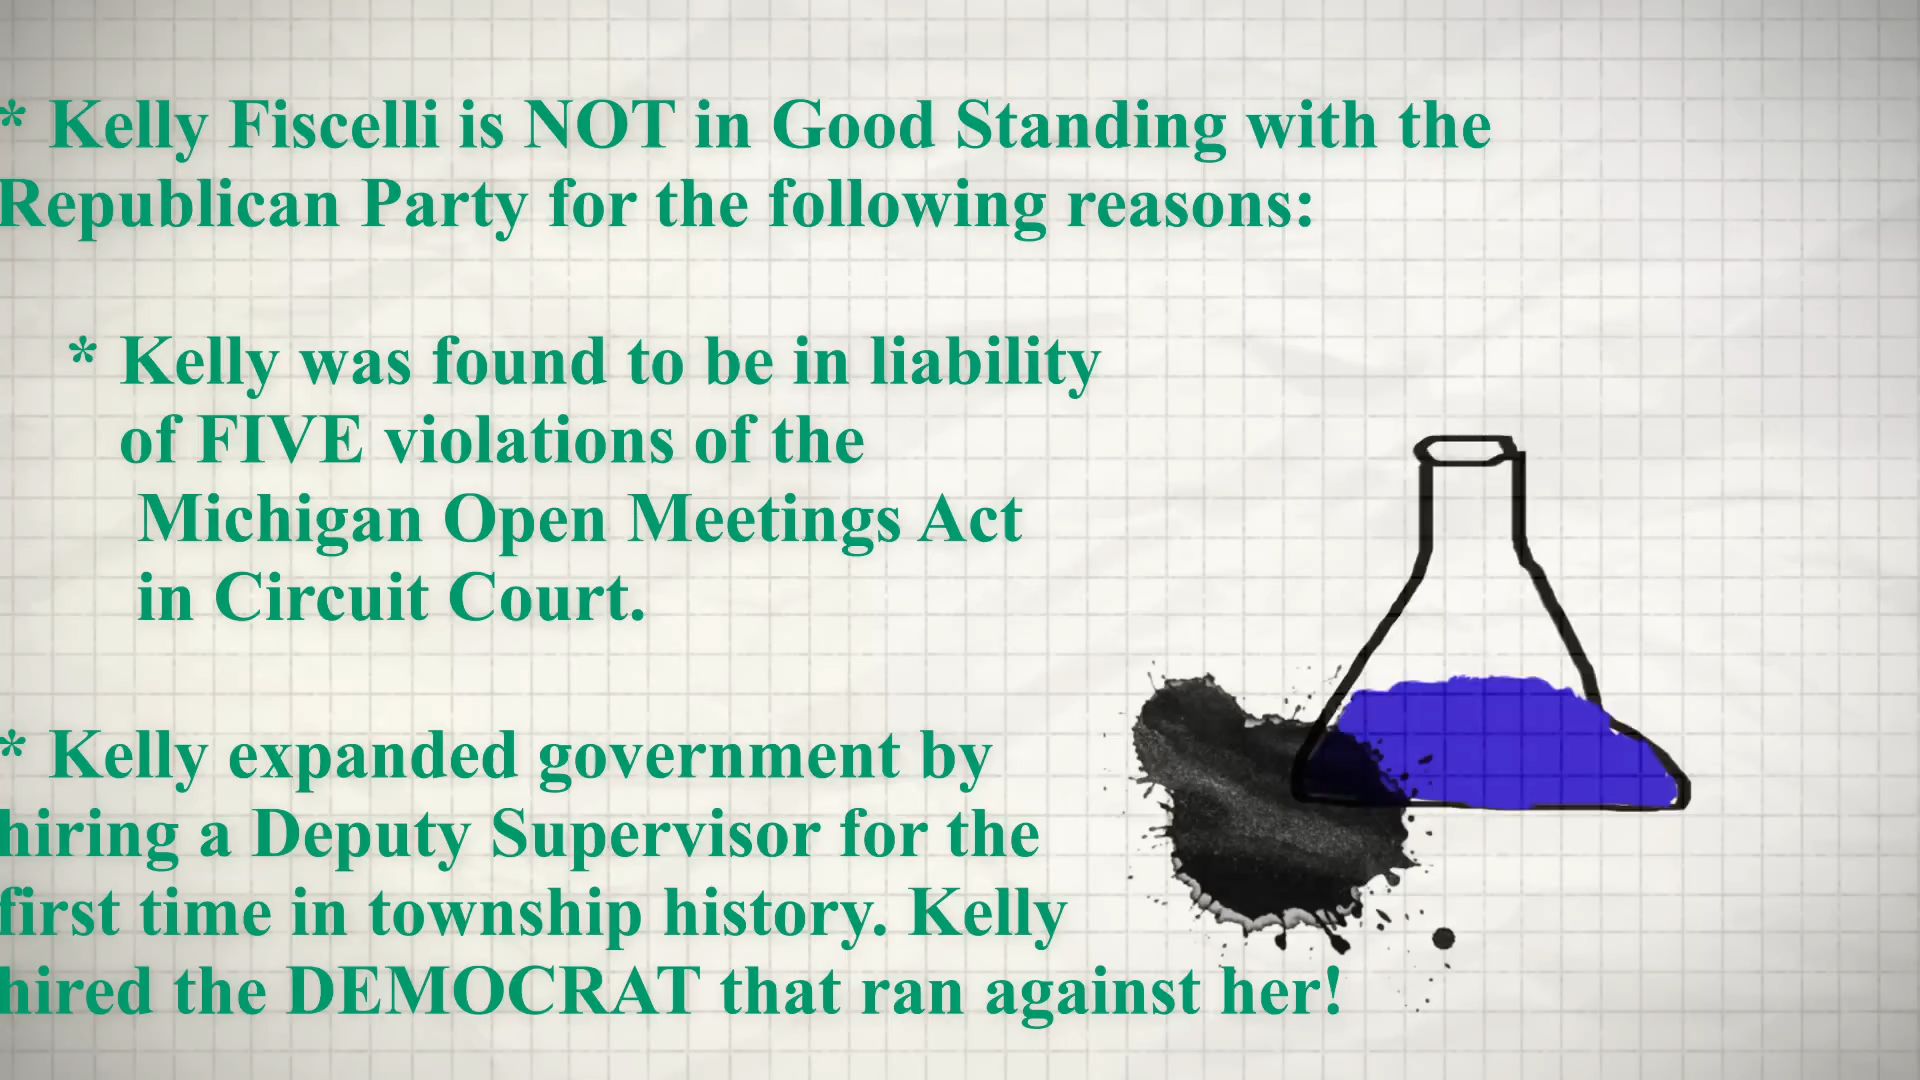 * Kelly Fiscelli is NOT in Good Standing with the
Republican Party for the following reasons:
* Kelly was found to be in liability
of FIVE violations of the
Michigan Open Meetings Act
in Circuit Court.
* Kelly expanded government by
hiring a Deputy Supervisor for the
first time in township history. Kelly
hired the DEMOCRAT that ran against her!